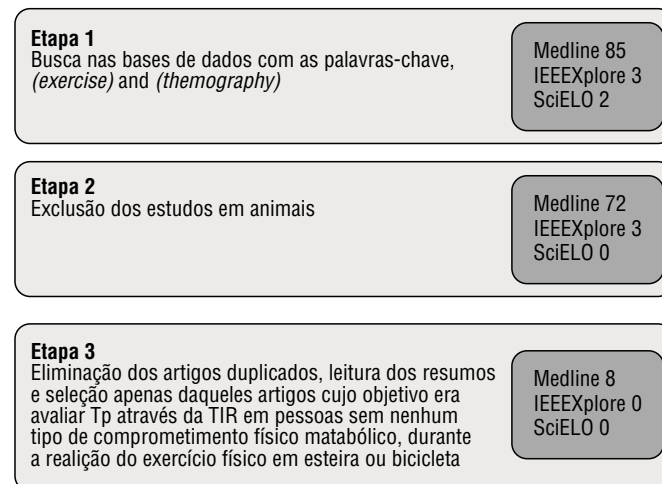 Etapa 1
Busca nas bases de dados com as palavras-chave,
(exercise) and (themography)
Medline 85
IEEEXplore 3
SciELO 2
Etapa 2
Exclusão dos estudos em animais
Medline 72
IEEEXplore 3
SciELO 0
Etapa 3
Eliminação dos artigos duplicados, leitura dos resumos
e seleção apenas daqueles artigos cujo objetivo era
avaliar Tp através da TIR em pessoas sem nenhum
tipo de comprometimento físico matabólico, durante
a realição do exercício físico em esteira ou bicicleta
Medline 8
IEEEXplore 0
SciELO 0